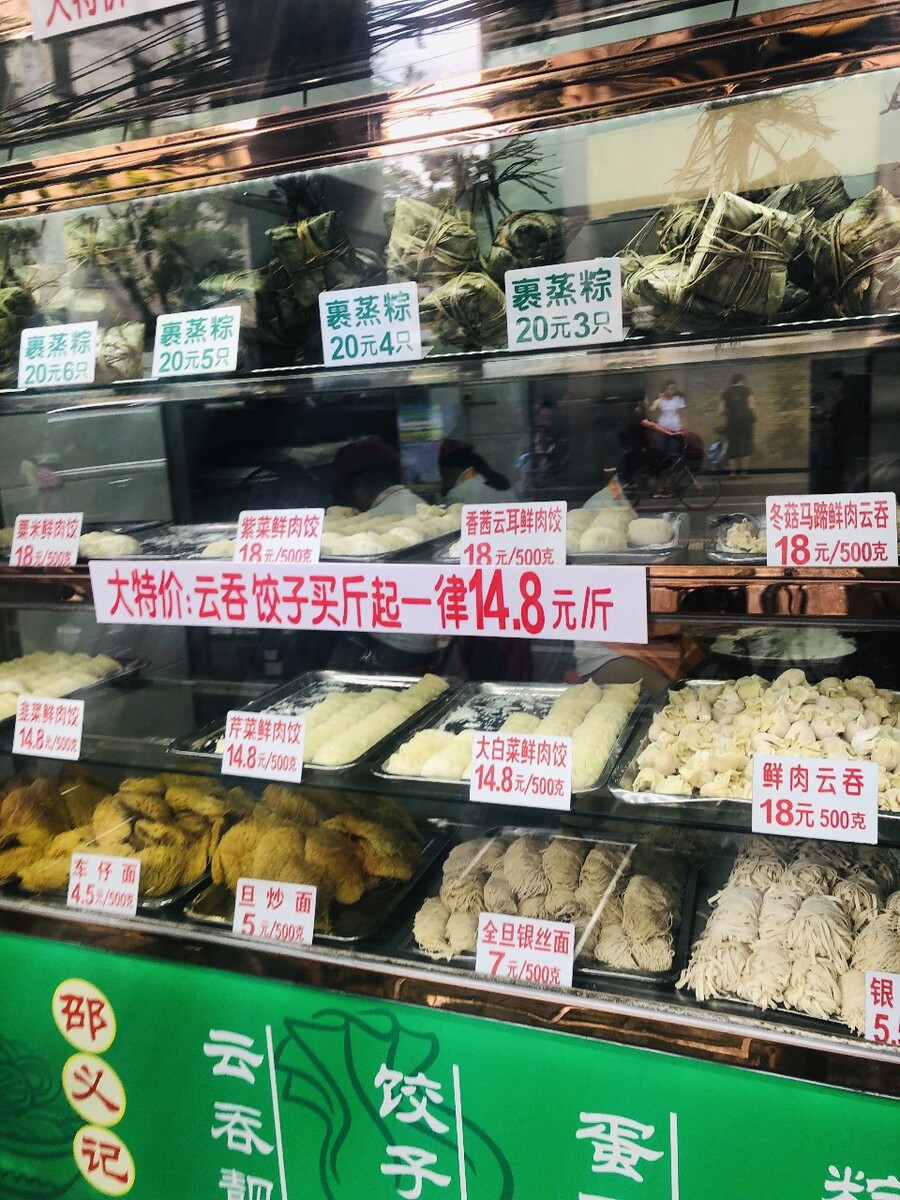 大特价
裹蒸粽
20元6只
裹蒸粽
20元5只
裹蒸粽
20元4只
裹蒸粽
20元3只
粟米鲜肉饺
18元/500克
紫菜鲜肉饺
18元/500克
香茜云耳鲜肉饺
18元/500克
冬菇马蹄鲜肉云吞
18元/500克
大特价:云吞饺子买斤起一律14.8元/斤
韭菜鲜肉饺
14.8元/500克
芹菜鲜肉饺
14.8元/500克
大白菜鲜肉饺
14.8元/500克
鲜肉云吞
18元500克
车仔面
4.5元/500克
旦炒面
5元/500克
全旦银丝面
7元/500克
银
5.5
邵义记
云吞靓
饺子
蛋
粽